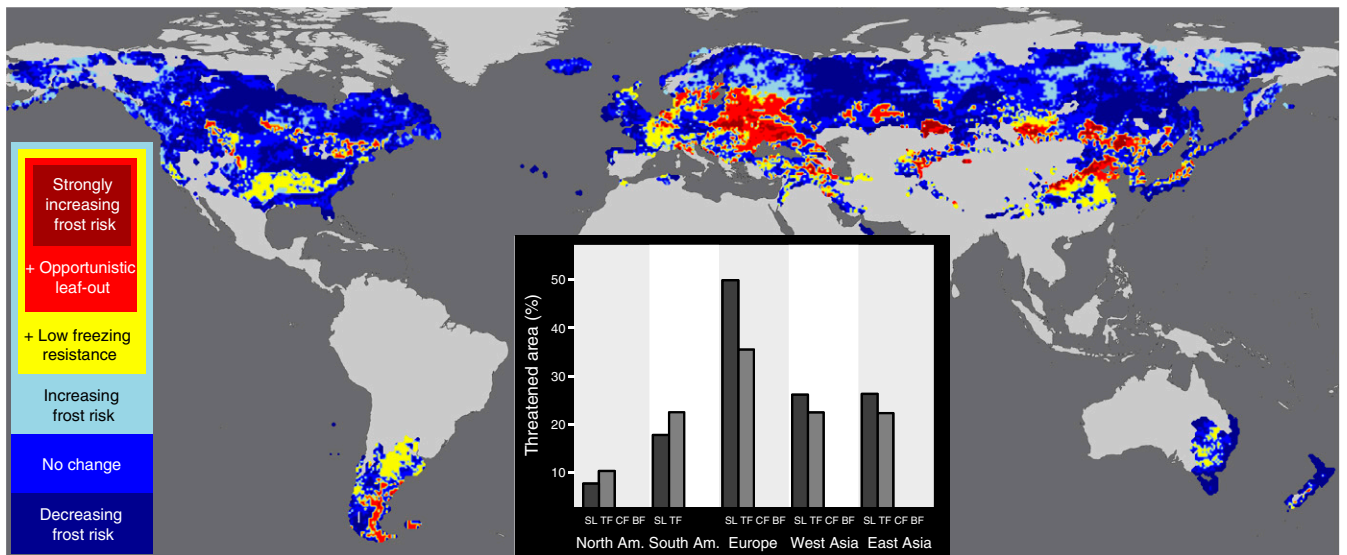 Strongly
increasing
frost risk
+ Opportunistic
leaf-out
+ Low freezing
resistance
Increasing
frost risk
No change
Decreasing
frost risk
Threatened area (%)
50
40
30
20
10
SL TF CF BF SL TF SL TF CF BF SL TF CF BF SL TF CF BF
North Am. South Am. Europe West Asia East Asia